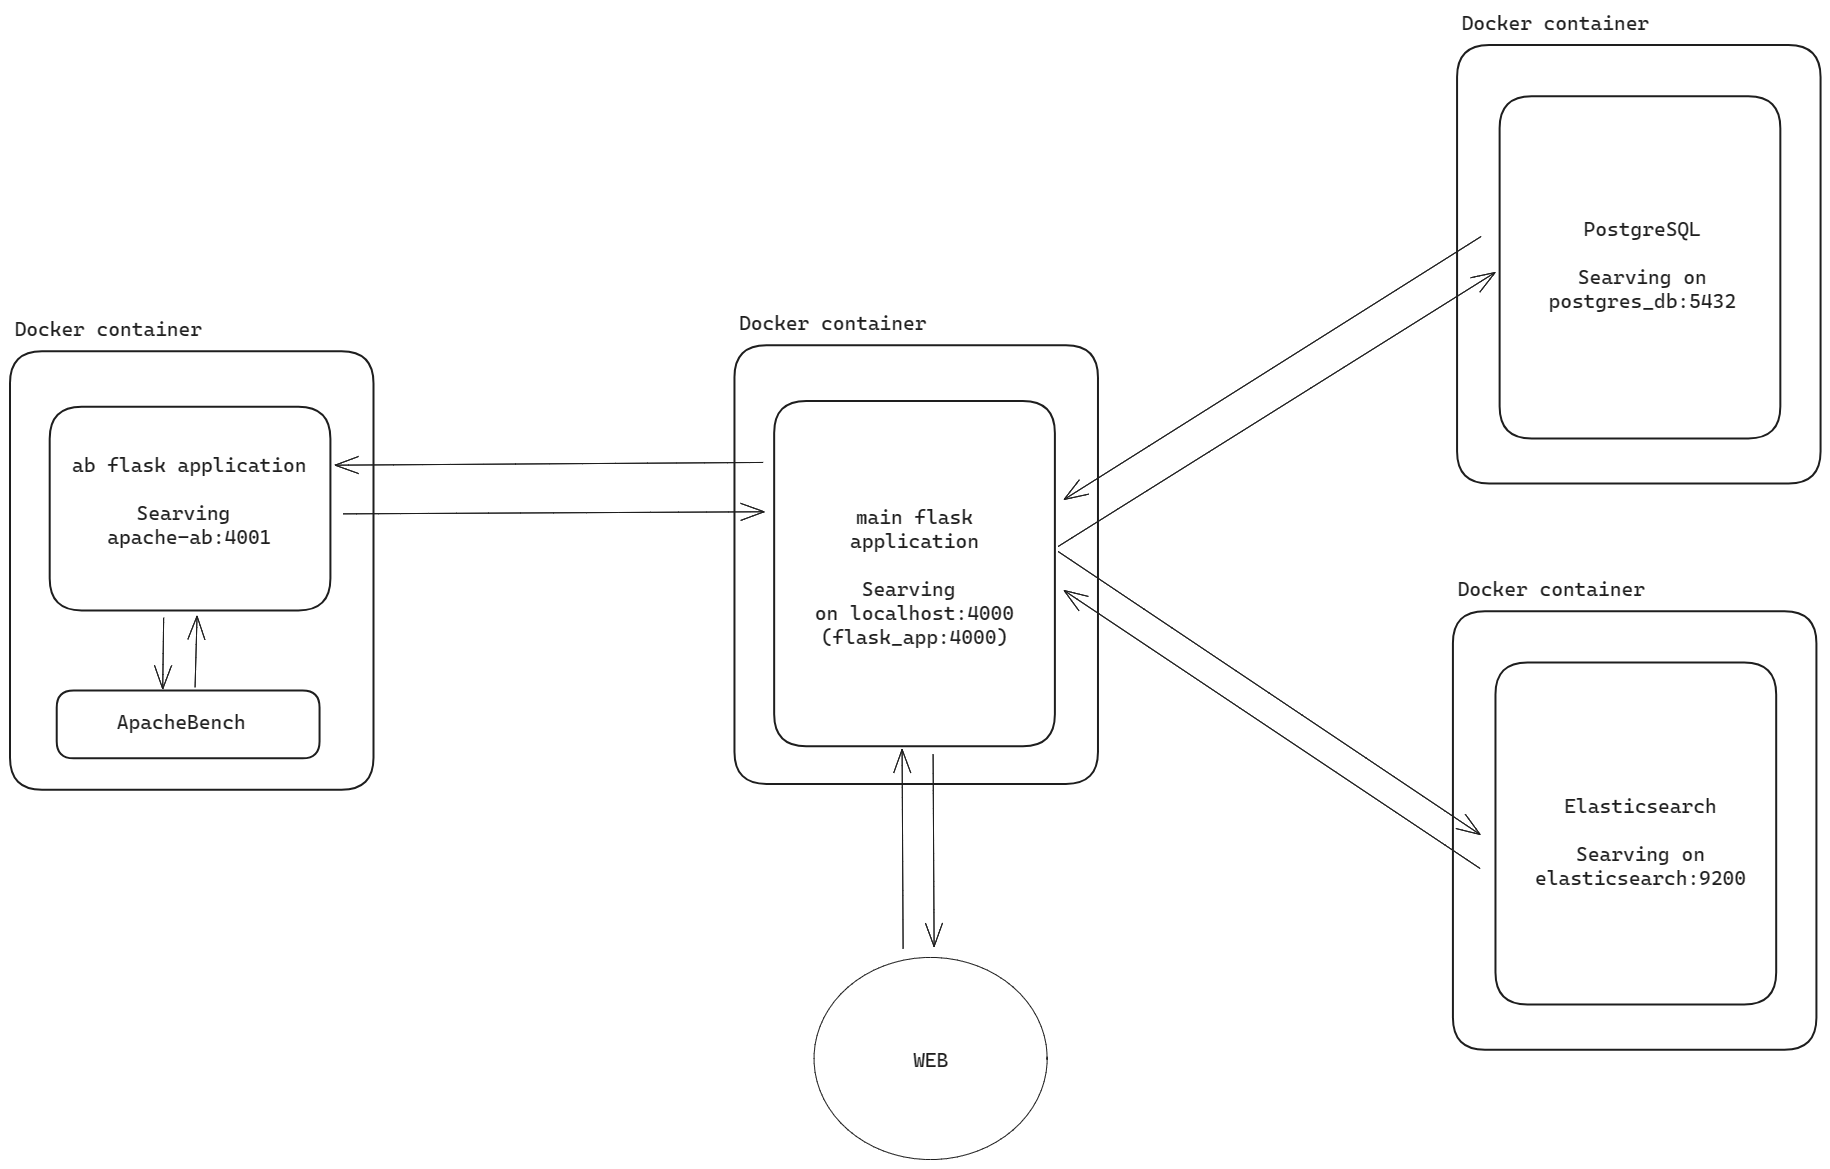 Docker container
PostgreSQL
Searving on
postgres_db:5432
Docker container
ab flask application
Searving
apache-ab:4001
ApacheBench
Docker container
main flask
application
Searving
on localhost:4000
(flask_app:4000)
Docker container
Elasticsearch
Searving on
elasticsearch:9200
WEB